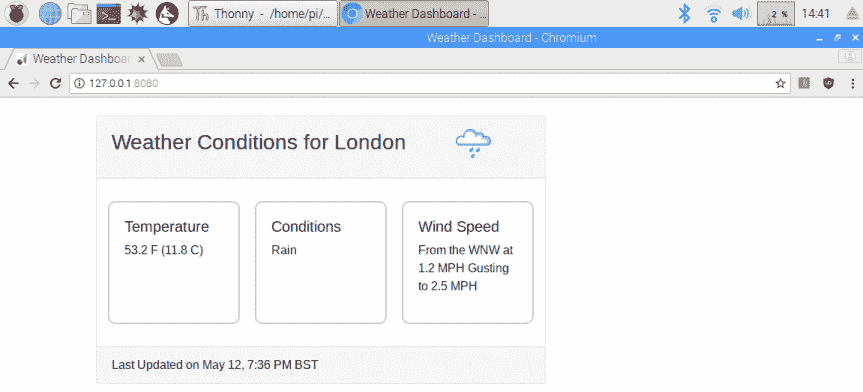 Thonny - /home/pi/...
Weather Dashboard - ...
2 %
14:41
Weather Dashboard - Chromium
Weather Dashboar
127.0.0.1:8080
Weather Conditions for London
Temperature
53.2 F (11.8 C)
Conditions
Rain
Wind Speed
From the WNW at
1.2 MPH Gusting
to 2.5 MPH
Last Updated on May 12, 7:36 PM BST